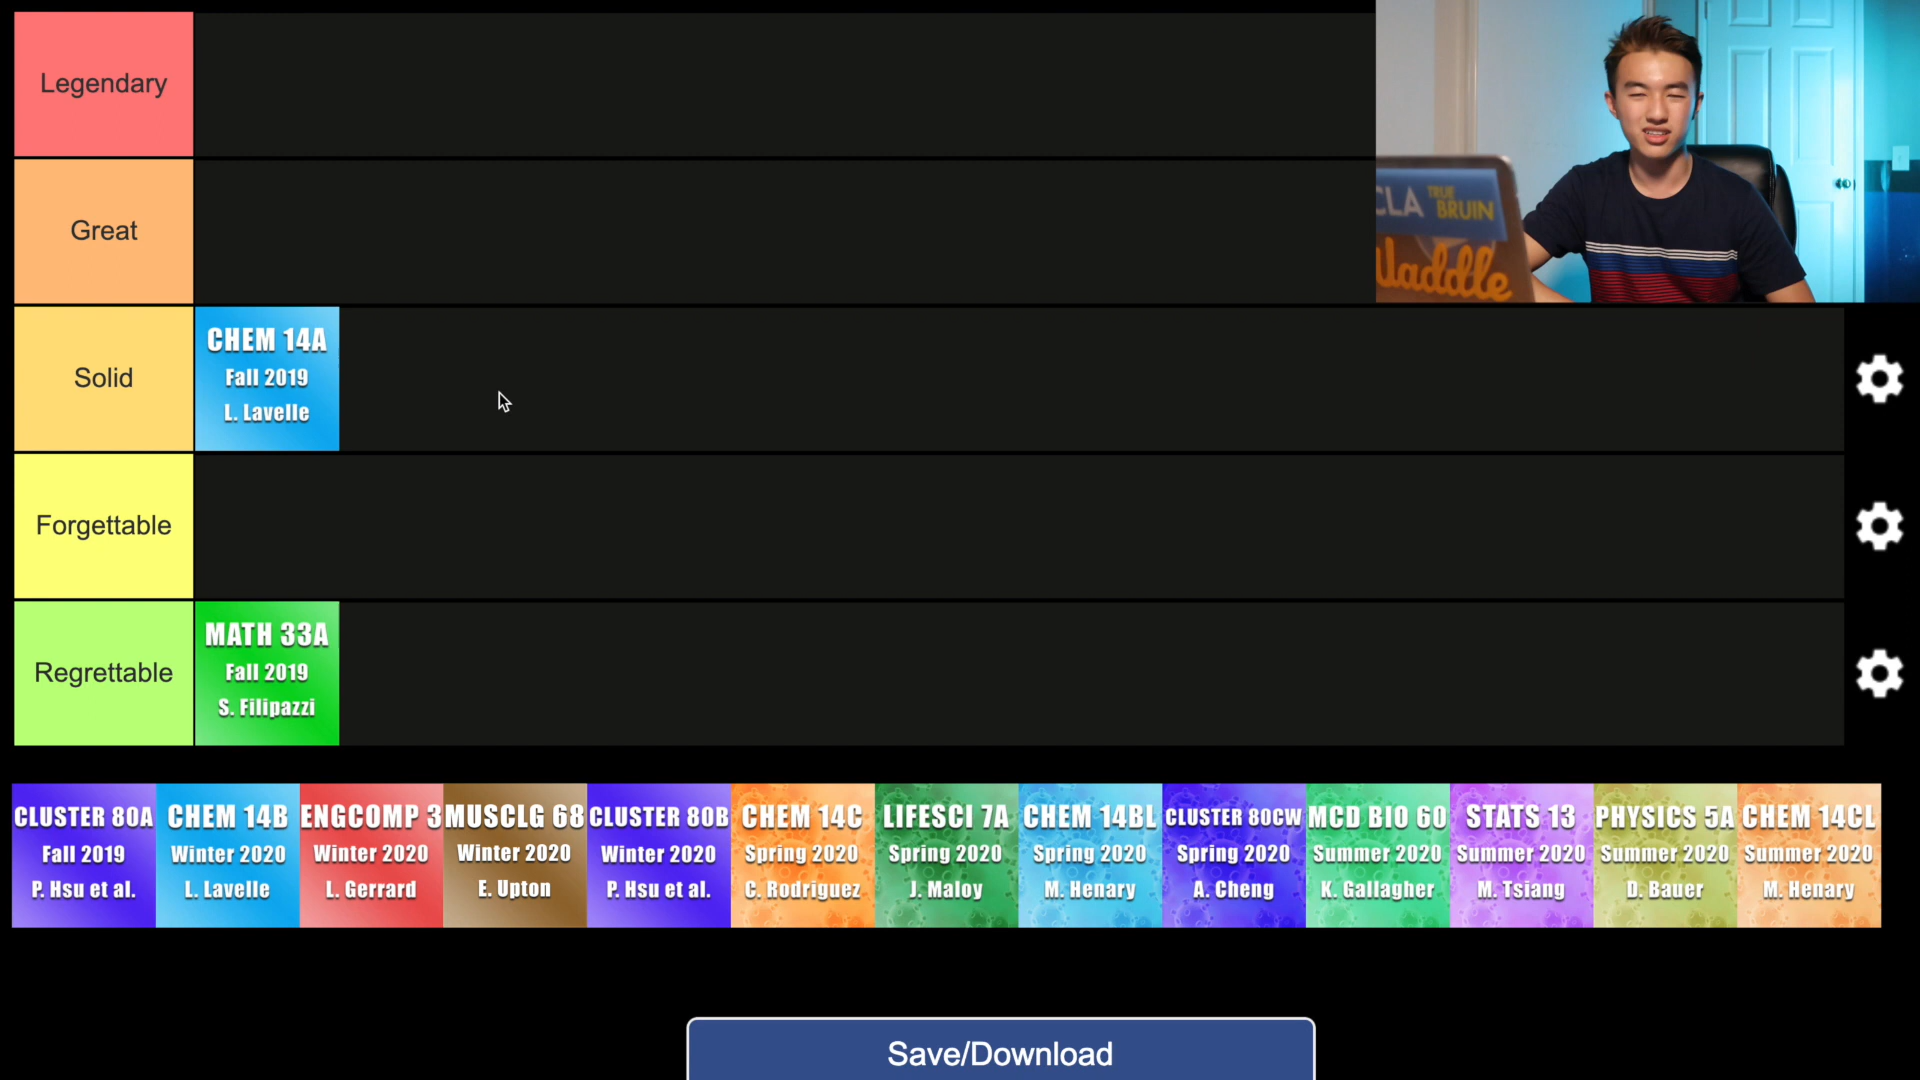 Legendary
CLA TRUE BRUIN
Waddle
Great
Solid
CHEM 14A
Fall 2019
L. Lavelle
Forgettable
Regrettable
MATH 33A
Fall 2019
S. Filipazzi
CLUSTER 80A
Fall 2019
P. Hsu et al.
CHEM 14B
Winter 2020
L. Lavelle
ENGCOMP 3
Winter 2020
L. Gerrard
MUSCLG 68
Winter 2020
E. Upton
CLUSTER 80B
Winter 2020
P. Hsu et al.
CHEM 14C
Spring 2020
C. Rodriguez
LIFESCI 7A
Spring 2020
J. Maloy
CHEM 14BL
Spring 2020
M. Henary
CLUSTER 80CW
Spring 2020
A. Cheng
MCD BIO 60
Summer 2020
K. Gallagher
STATS 13
Summer 2020
M. Tsiang
PHYSICS 5A
Summer 2020
D. Bauer
CHEM 14CL
Summer 2020
M. Henary
Save/Download